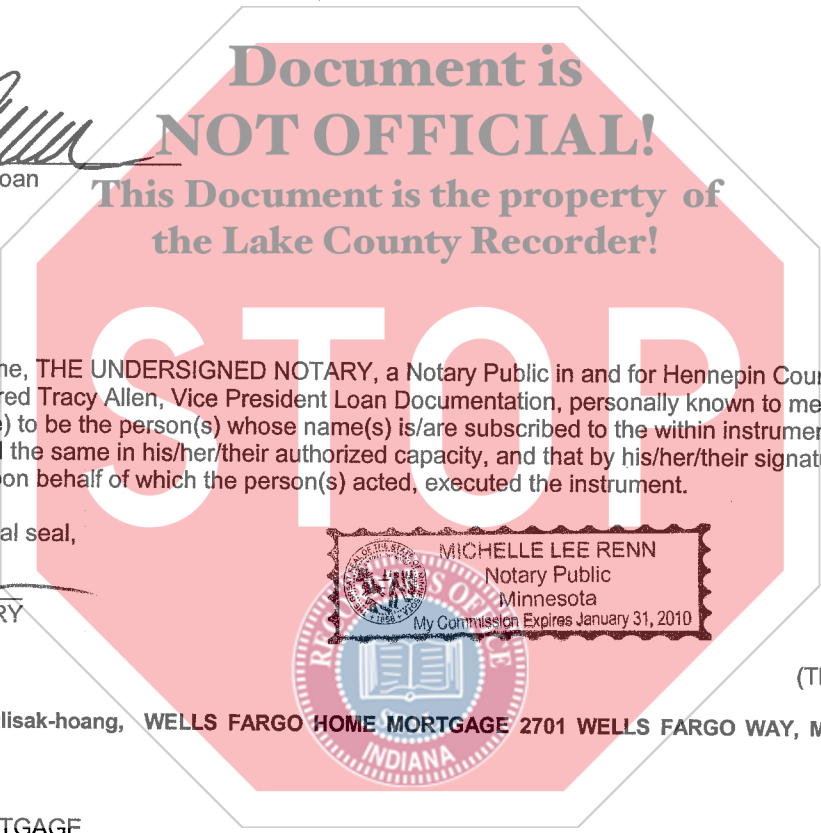 Document is
NOT OFFICIAL!
oan
This Document is the property of
the Lake County Recorder!
STOP
ne, THE UNDERSIGNED NOTARY, a Notary Public in and for Hennepin Cour
red Tracy Allen, Vice President Loan Documentation, personally known to me
e) to be the person(s) whose name(s) is/are subscribed to the within instrumen
d the same in his/her/their authorized capacity, and that by his/her/their signatu
pon behalf of which the person(s) acted, executed the instrument.
al seal,
MICHELLE LEE RENN
Notary Public
Minnesota
My Commission Expires January 31, 2010
RY
INDIANA
(TH
lisak-hoang, WELLS FARGO HOME MORTGAGE 2701 WELLS FARGO WAY, M
TGAGE